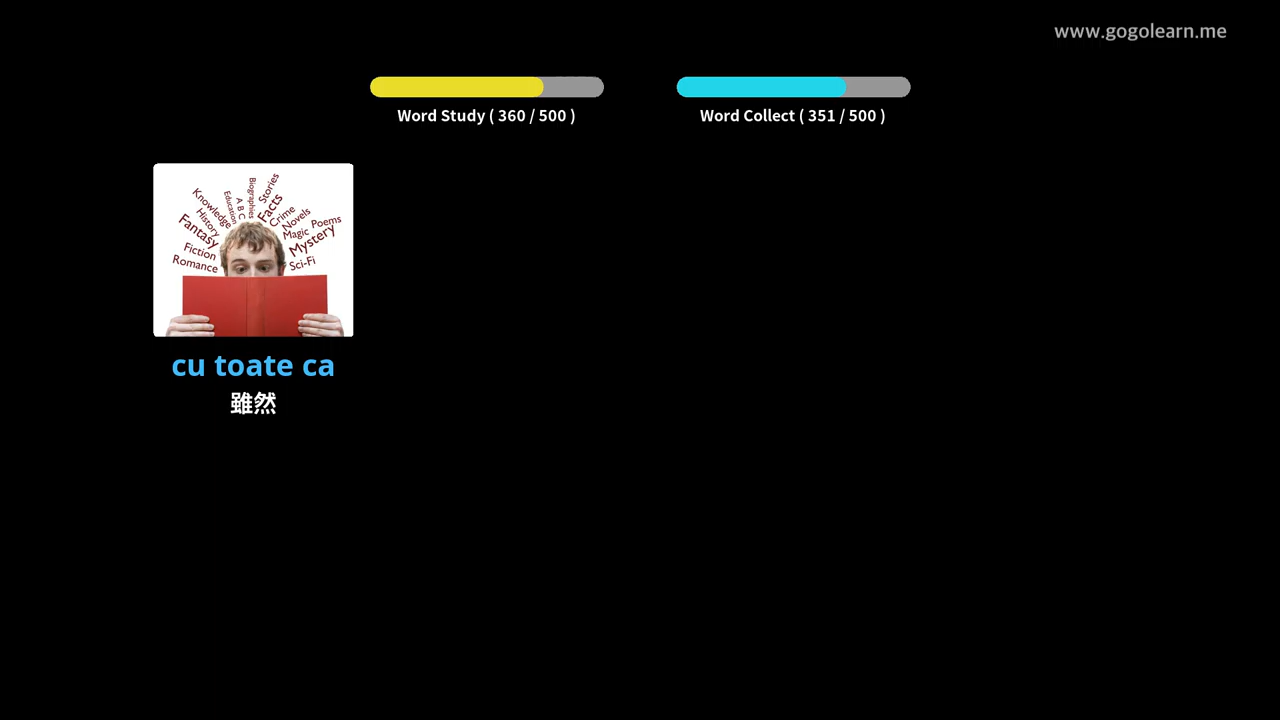 www.gogolearn.me
Word Study ( 360 / 500 )
Word Collect ( 351 / 500 )
Knowledge
History
Fantasy
Fiction
Romance
Education
A B C
Biographies
Stories
Facts
Crime
Novels
Magic
Poems
Mystery
Sci-Fi
cu toate ca
雖然